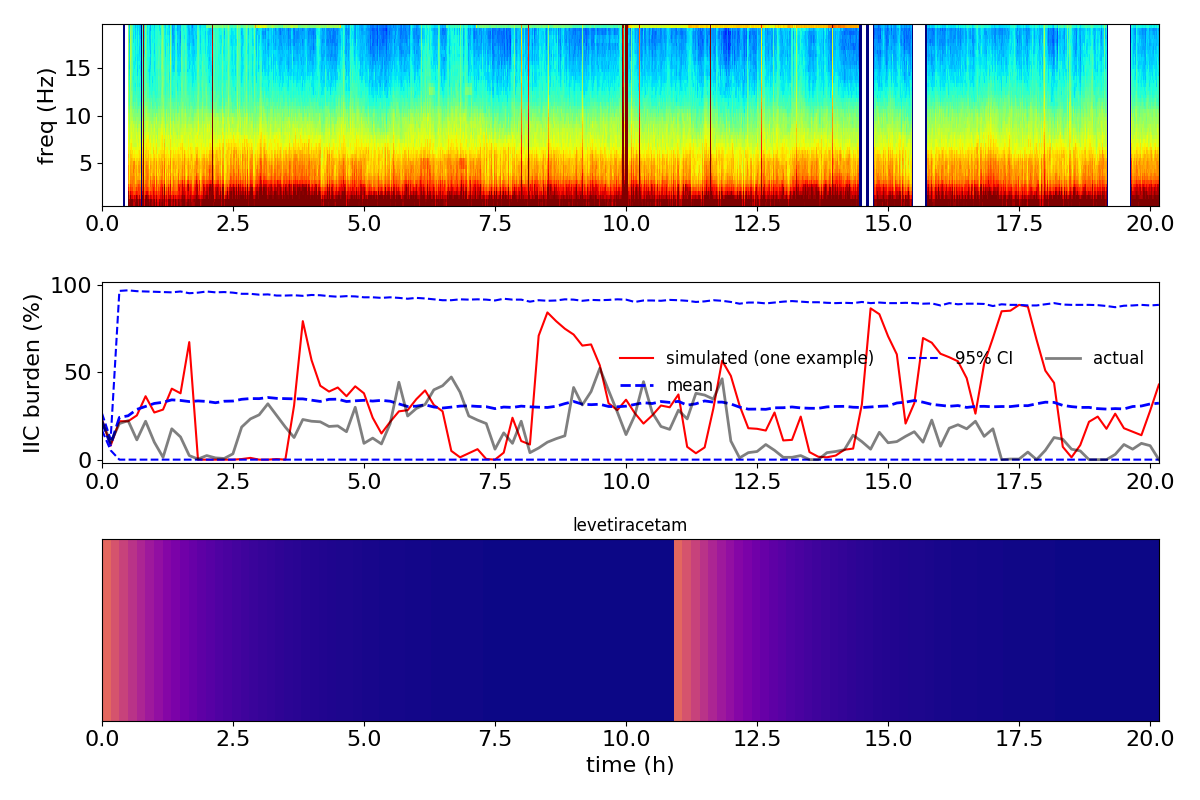 freq (Hz)
15
10
5
0.0 2.5 5.0 7.5 10.0 12.5 15.0 17.5 20.0
IIC burden (%)
100
50
0
simulated (one example) 95% CI actual
mean
0.0 2.5 5.0 7.5 10.0 12.5 15.0 17.5 20.0
levetiracetam
0.0 2.5 5.0 7.5 10.0 12.5 15.0 17.5 20.0
time (h)